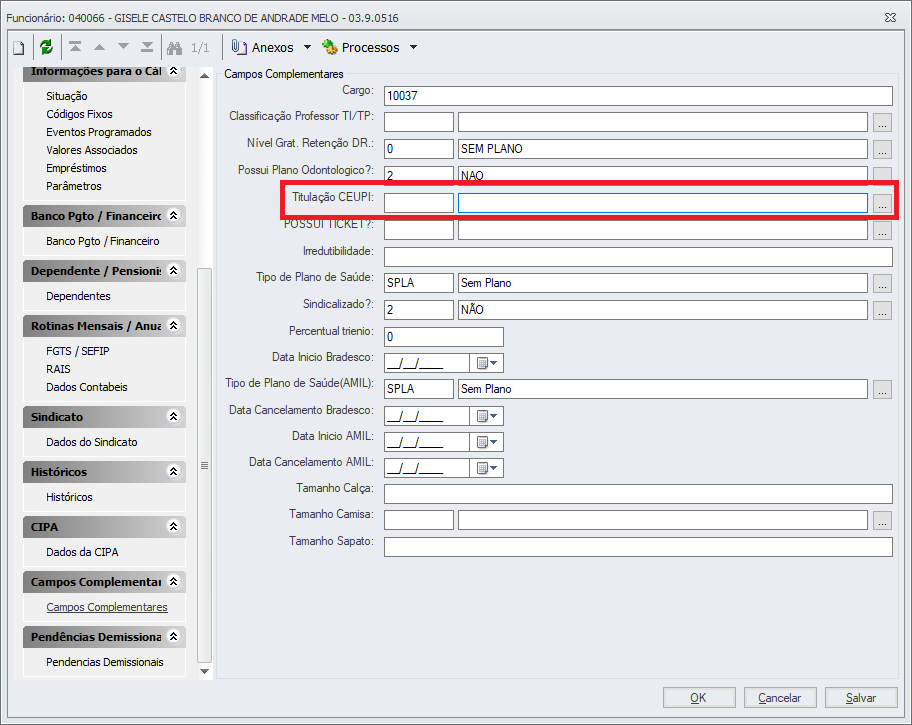 Funcionário: 040066 - GISELE CASTELO BRANCO DE ANDRADE MELO - 03.9.0516
1/1 Anexos Processos
Informações para o Cál
Situação
Códigos Fixos
Eventos Programados
Valores Associados
Empréstimos
Parâmetros
Banco Pgto / Financeiro
Banco Pgto / Financeiro
Dependente / Pensionis
Dependentes
Rotinas Mensais / Anua
FGTS / SEFIP
RAIS
Dados Contabeis
Sindicato
Dados do Sindicato
Históricos
Históricos
CIPA
Dados da CIPA
Campos Complementar
Campos Complementares
Pendências Demissiona
Pendencias Demissionais
Campos Complementares
Cargo: 10037
Classificação Professor TI/TP: ...
Nível Grat. Retenção DR.: 0 SEM PLANO ...
Possui Plano Odontologico?: 2 NAO
Titulação CEUPI: ...
POSSUI TICKET?: ...
Irredutibilidade:
Tipo de Plano de Saúde: SPLA Sem Plano ...
Sindicalizado?: 2 NÃO ...
Percentual trienio: 0
Data Inicio Bradesco: __/__/____
Tipo de Plano de Saúde(AMIL): SPLA Sem Plano ...
Data Cancelamento Bradesco: __/__/____
Data Inicio AMIL: __/__/____
Data Cancelamento AMIL: __/__/____
Tamanho Calça:
Tamanho Camisa: ...
Tamanho Sapato:
OK Cancelar Salvar